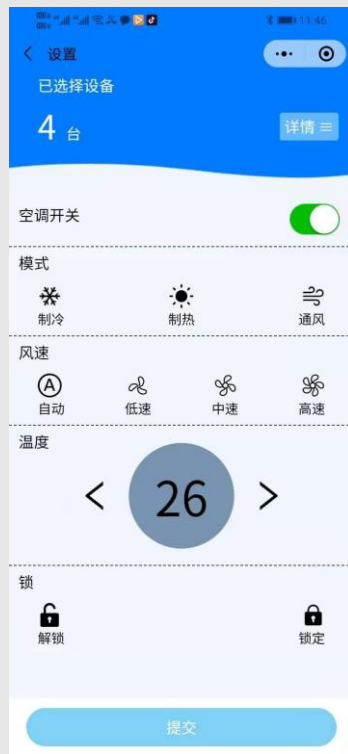 11:46
设置
已选择设备
4 台
详情
空调开关
模式
制冷 制热 通风
风速
A
自动 低速 中速 高速
温度
< 26 >
锁
解锁 锁定
提交